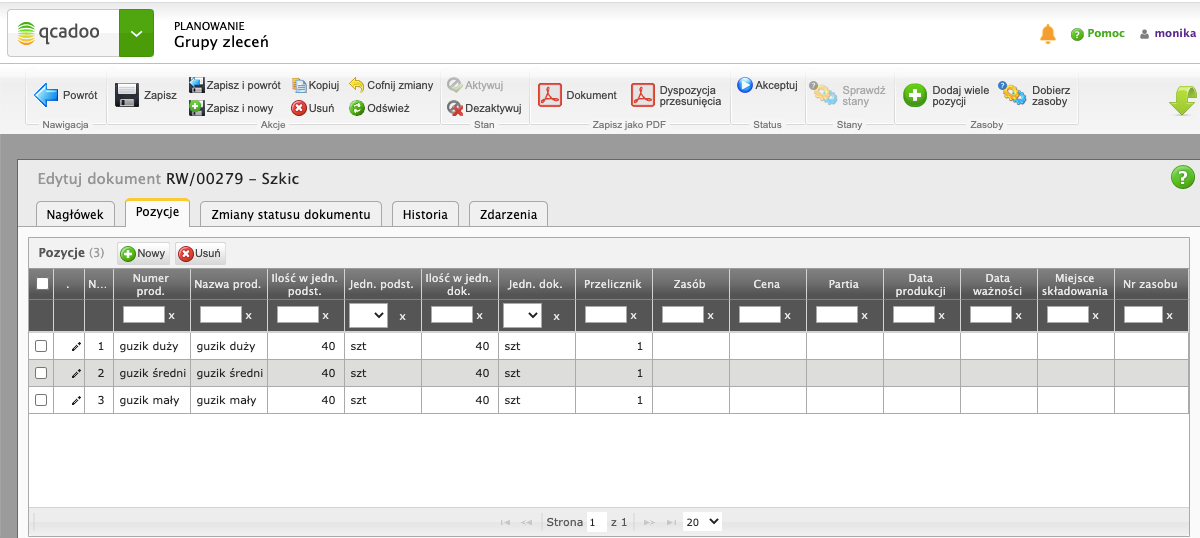 qcadoo
PLANOWANIE
Grupy zleceń
Pomoc
monika
Powrót
Nawigacja
Zapisz
Zapisz i powrót
Zapisz i nowy
Kopiuj
Usuń
Cofnij zmiany
Odśwież
Akcje
Aktywuj
Dezaktywuj
Stan
Dokument
Dyspozycja
przesunięcia
Zapisz jako PDF
Akceptuj
Status
Sprawdź
stany
Stany
Dodaj wiele
pozycji
Dobierz
zasoby
Zasoby
Edytuj dokument RW/00279 – Szkic
Nagłówek
Pozycje
Zmiany statusu dokumentu
Historia
Zdarzenia
Pozycje (3) Nowy Usuń
. N... Numer prod. Nazwa prod. Ilość w jedn. podst. Jedn. podst. Ilość w jedn. dok. Jedn. dok. Przelicznik Zasób Cena Partia Data produkcji Data ważności Miejsce składowania Nr zasobu
x x x x x x x x x x x x x x
1 guzik duży guzik duży 40 szt 40 szt 1
2 guzik średni guzik średni 40 szt 40 szt 1
3 guzik mały guzik mały 40 szt 40 szt 1
Strona 1 z 1 20